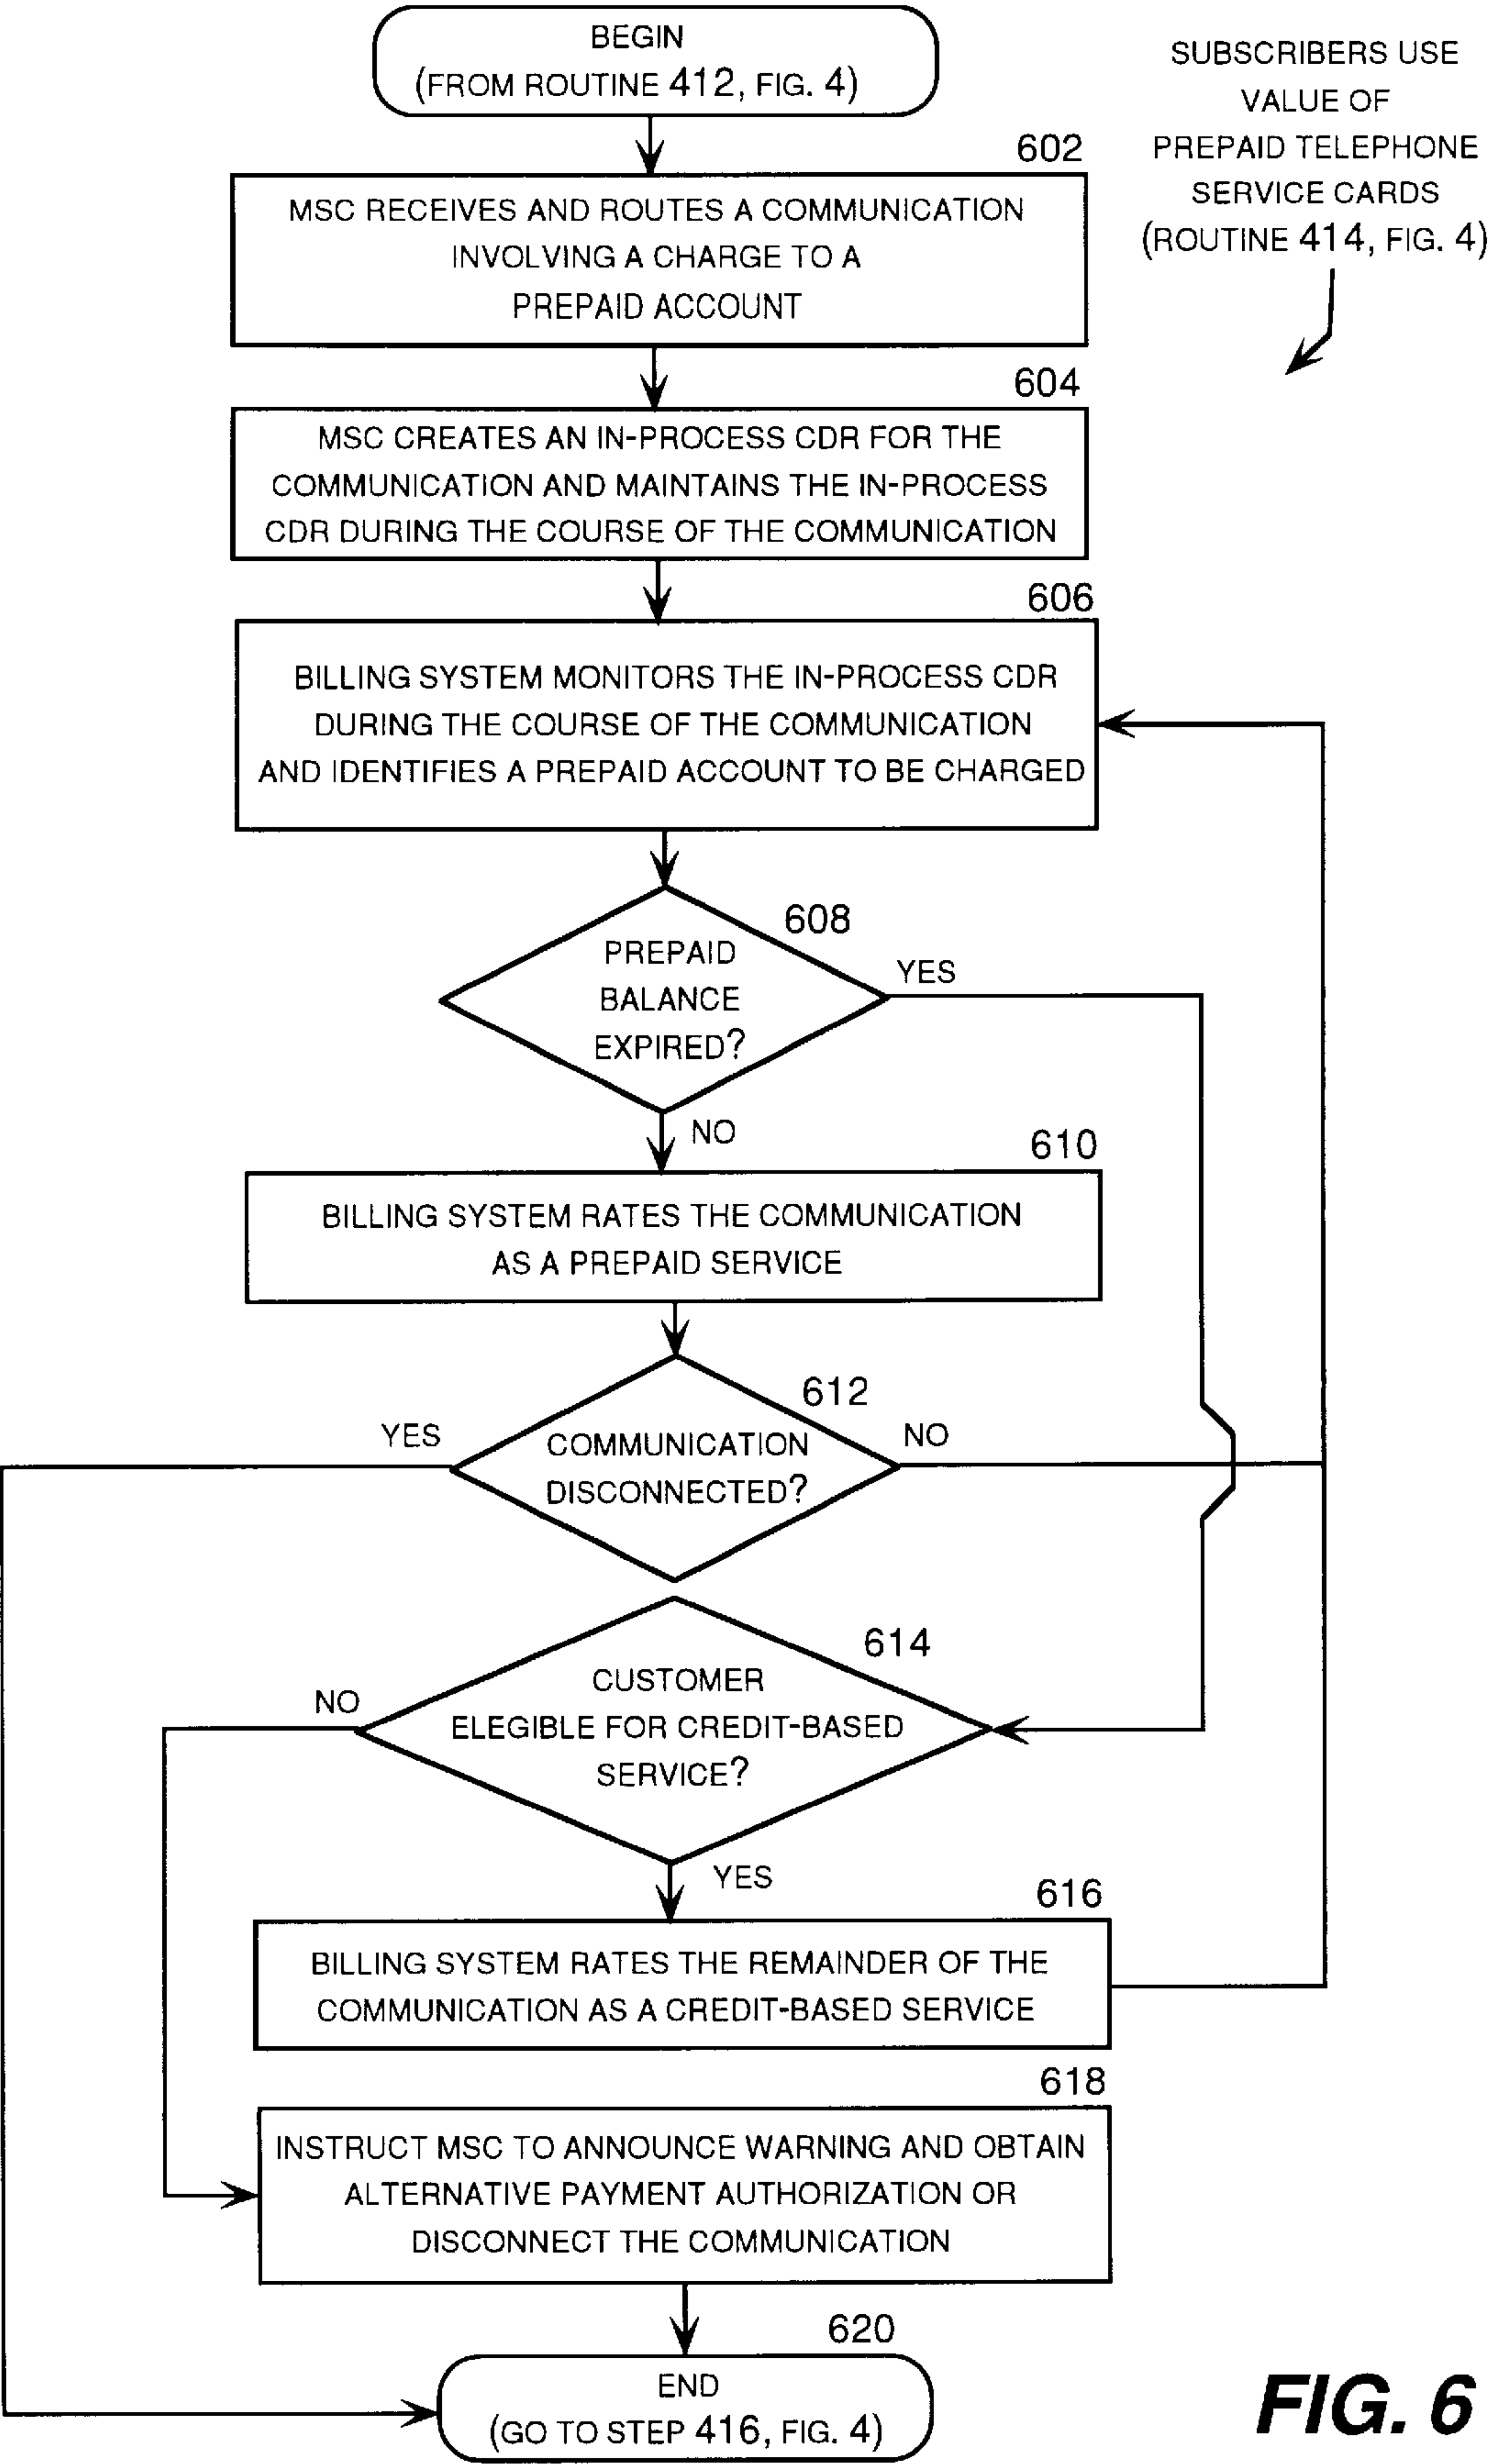 BEGIN
(FROM ROUTINE 412, FIG. 4)
SUBSCRIBERS USE
VALUE OF
PREPAID TELEPHONE
SERVICE CARDS
(ROUTINE 414, FIG. 4)
602
MSC RECEIVES AND ROUTES A COMMUNICATION
INVOLVING A CHARGE TO A
PREPAID ACCOUNT
604
MSC CREATES AN IN-PROCESS CDR FOR THE
COMMUNICATION AND MAINTAINS THE IN-PROCESS
CDR DURING THE COURSE OF THE COMMUNICATION
606
BILLING SYSTEM MONITORS THE IN-PROCESS CDR
DURING THE COURSE OF THE COMMUNICATION
AND IDENTIFIES A PREPAID ACCOUNT TO BE CHARGED
608
PREPAID
BALANCE
EXPIRED?
YES
NO
610
BILLING SYSTEM RATES THE COMMUNICATION
AS A PREPAID SERVICE
612
YES
COMMUNICATION
DISCONNECTED?
NO
614
NO
CUSTOMER
ELEGIBLE FOR CREDIT-BASED
SERVICE?
YES
616
BILLING SYSTEM RATES THE REMAINDER OF THE
COMMUNICATION AS A CREDIT-BASED SERVICE
618
INSTRUCT MSC TO ANNOUNCE WARNING AND OBTAIN
ALTERNATIVE PAYMENT AUTHORIZATION OR
DISCONNECT THE COMMUNICATION
620
END
(GO TO STEP 416, FIG. 4)
FIG. 6